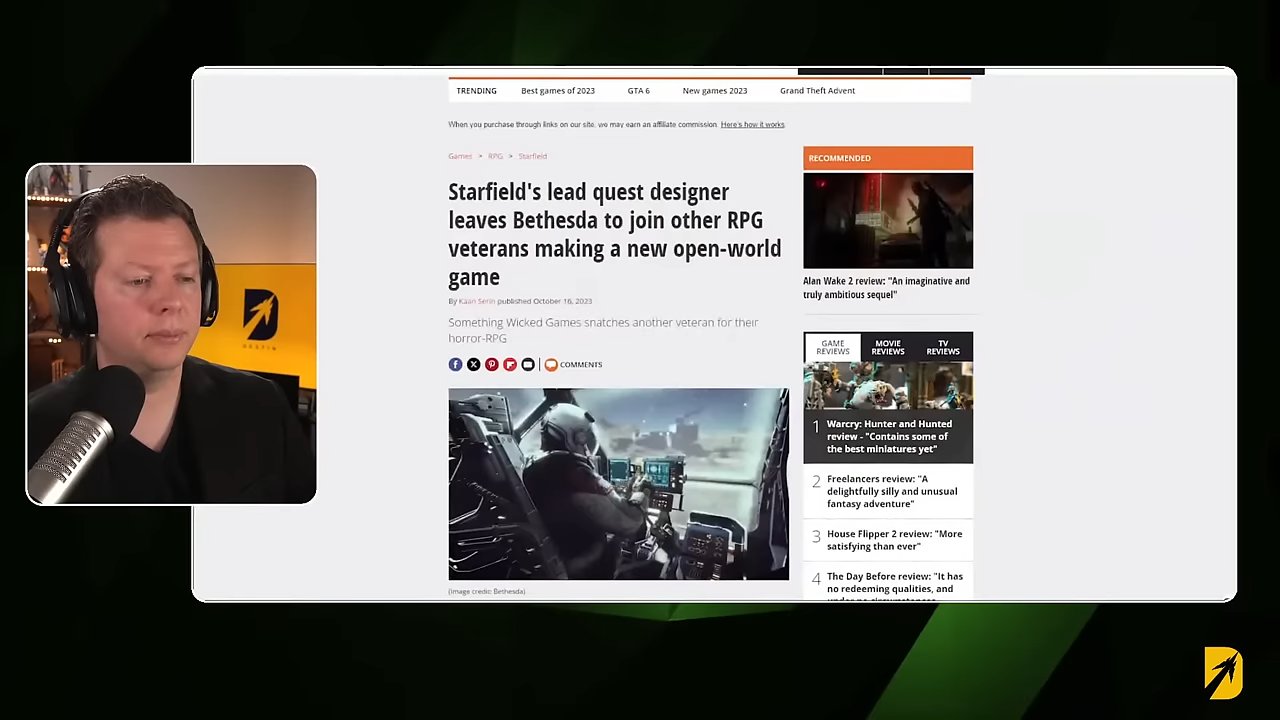 TRENDING
Best games of 2023
GTA 6
New games 2023
Grand Theft Advent
When you purchase through links on our site, we may earn an affiliate commission. Here's how it works.
Games > RPG > Starfield
Starfield's lead quest designer
leaves Bethesda to join other RPG
veterans making a new open-world
game
By Kaan Serin published October 16, 2023
Something Wicked Games snatches another veteran for their
horror-RPG
COMMENTS
(Image credit: Bethesda)
RECOMMENDED
Alan Wake 2 review: "An imaginative and
truly ambitious sequel"
GAME
REVIEWS
MOVIE
REVIEWS
TV
REVIEWS
1 Warcry: Hunter and Hunted
review - "Contains some of
the best miniatures yet"
2 Freelancers review: "A
delightfully silly and unusual
fantasy adventure"
3 House Flipper 2 review: "More
satisfying than ever"
4 The Day Before review: "It has
no redeeming qualities, and
DESTIN